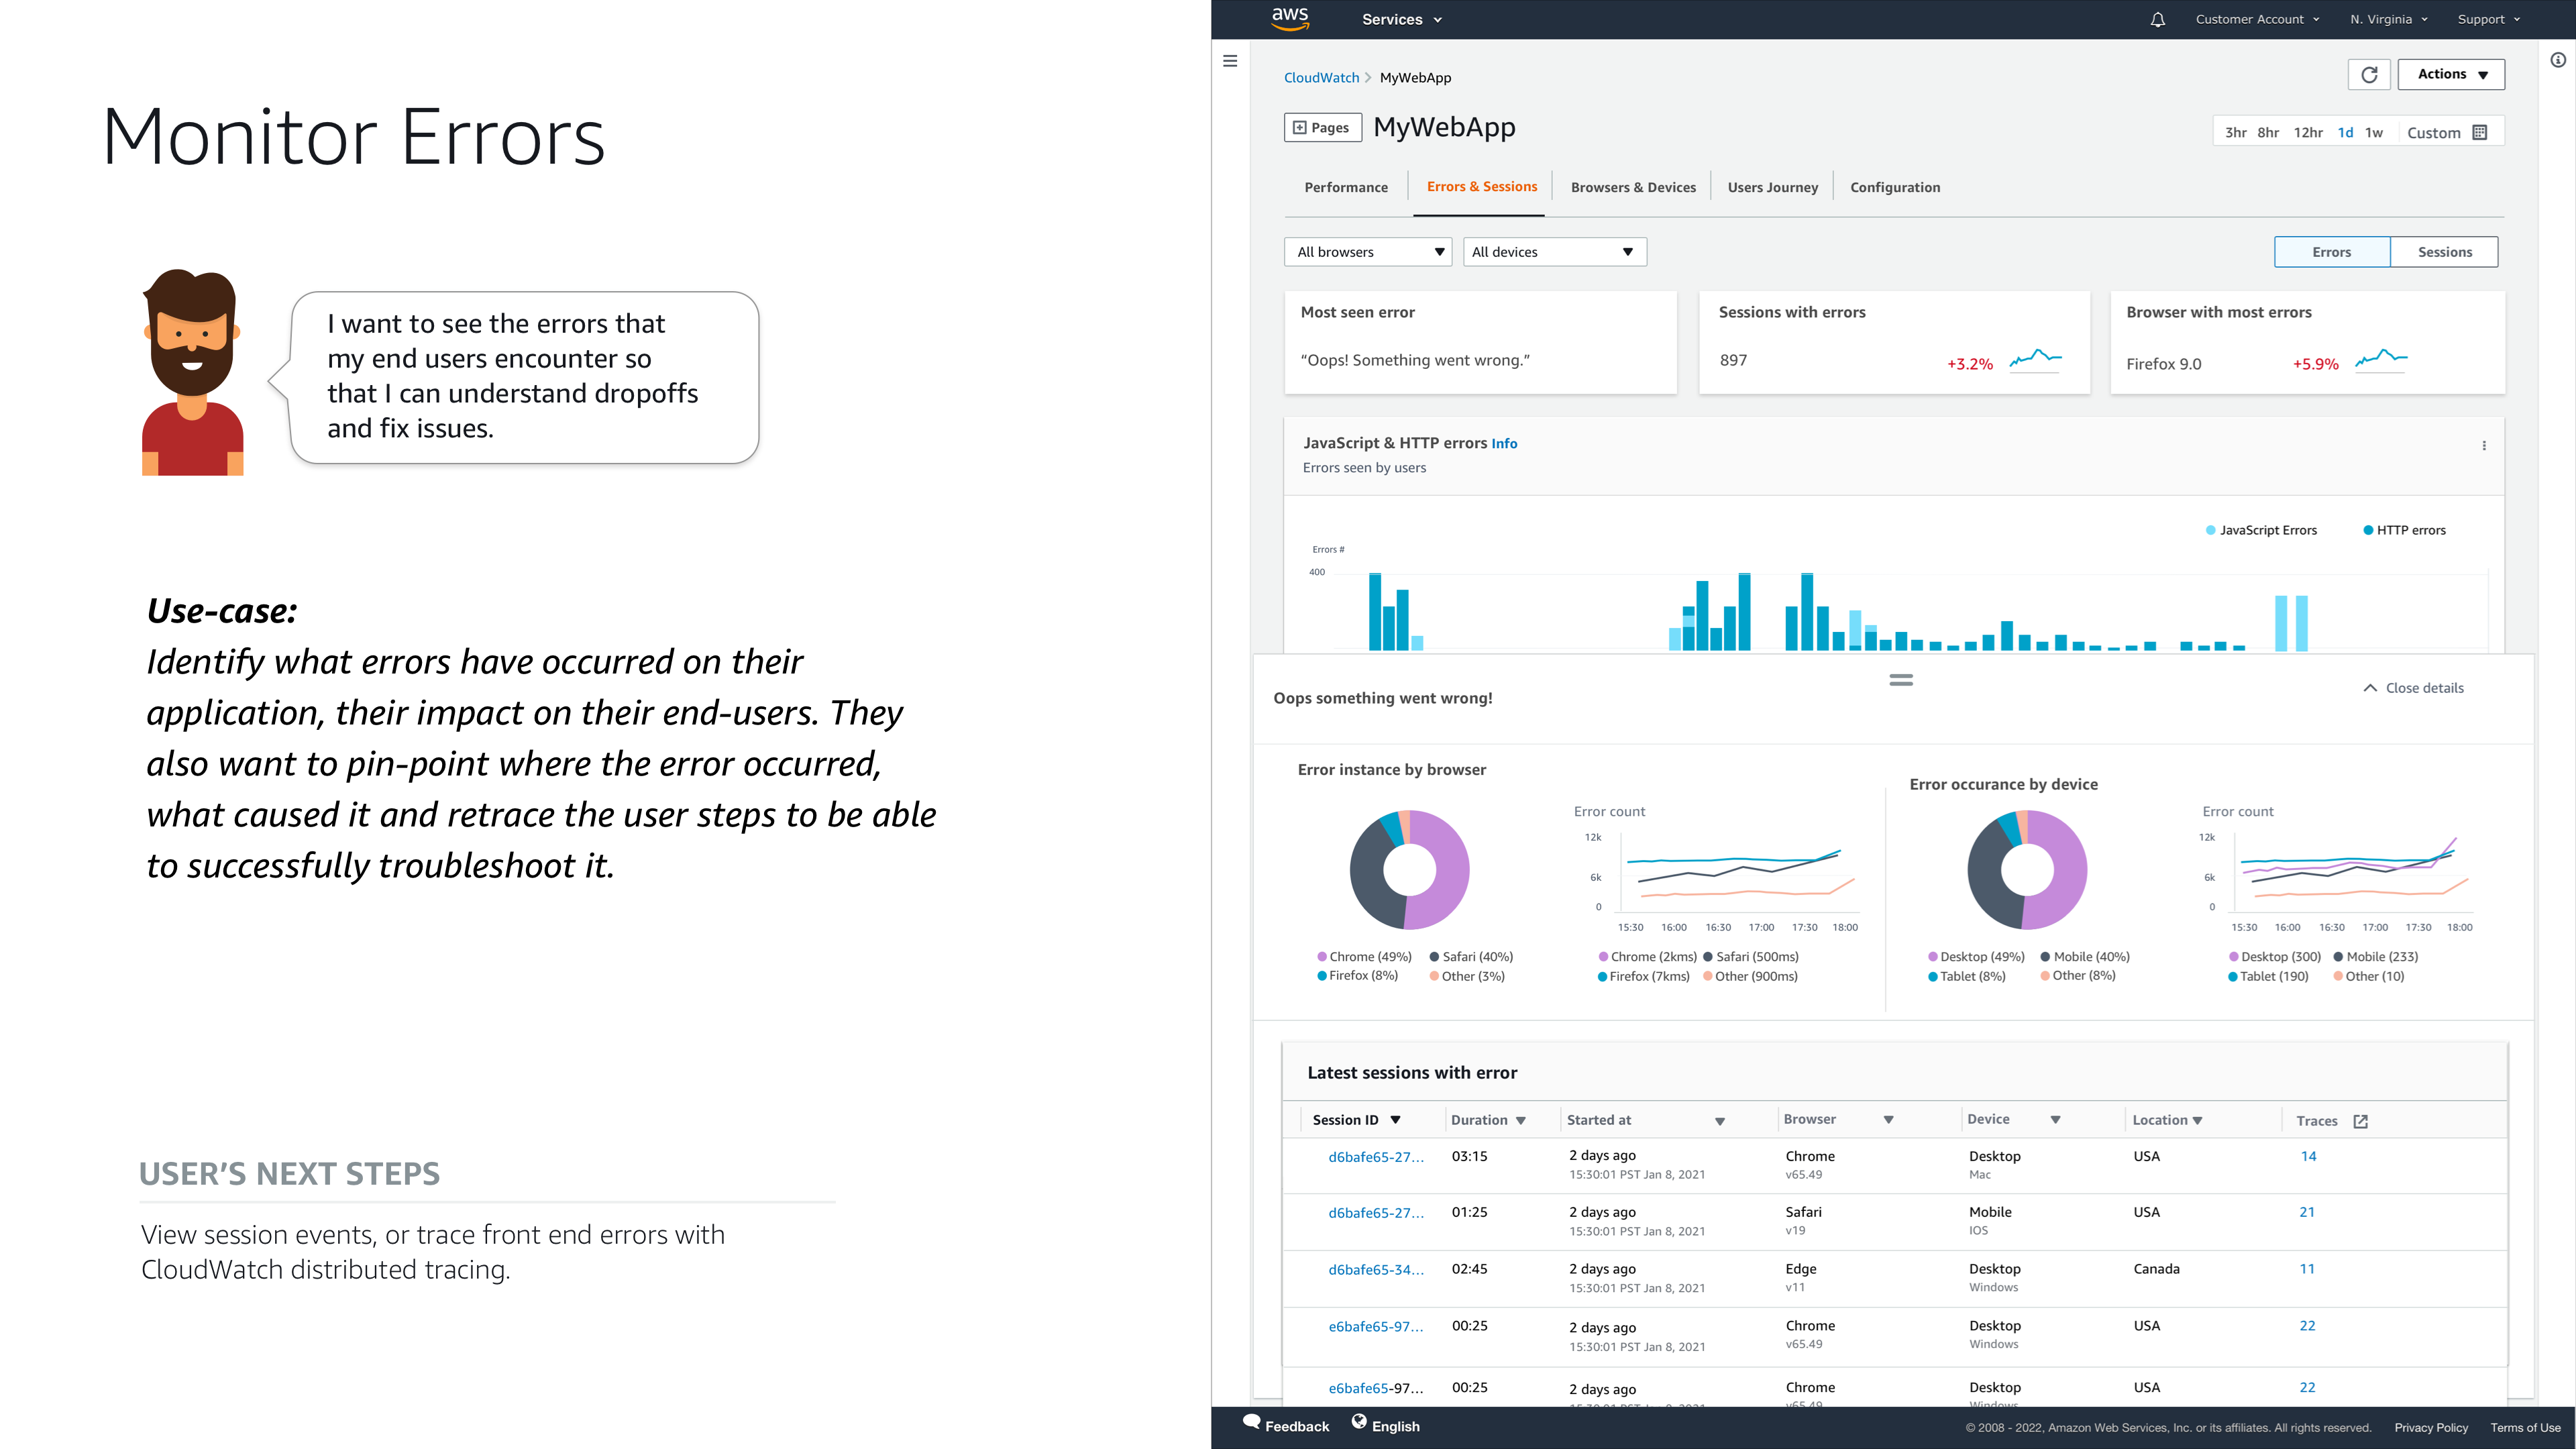 Monitor Errors
I want to see the errors that
my end users encounter so
that I can understand dropoffs
and fix issues.
Use-case:
Identify what errors have occurred on their
application, their impact on their end-users. They
also want to pin-point where the error occurred,
what caused it and retrace the user steps to be able
to successfully troubleshoot it.
USER’S NEXT STEPS
View session events, or trace front end errors with
CloudWatch distributed tracing.
aws Services Customer Account N. Virginia Support
CloudWatch MyWebApp Actions
Pages MyWebApp 3hr 8hr 12hr 1d 1w Custom
Performance Errors & Sessions Browsers & Devices Users Journey Configuration
All browsers All devices Errors Sessions
Most seen error Sessions with errors Browser with most errors
“Oops! Something went wrong.” 897 +3.2% Firefox 9.0 +5.9%
JavaScript & HTTP errors Info
Errors seen by users
JavaScript Errors HTTP errors
Errors #
400
Oops something went wrong! Close details
Error instance by browser
Error count
12k
6k
0
15:30 16:00 16:30 17:00 17:30 18:00
Chrome (49%) Safari (40%) Chrome (2kms) Safari (500ms)
Firefox (8%) Other (3%) Firefox (7kms) Other (900ms)
Error occurance by device
Error count
12k
6k
0
15:30 16:00 16:30 17:00 17:30 18:00
Desktop (49%) Mobile (40%) Desktop (300) Mobile (233)
Tablet (8%) Other (8%) Tablet (190) Other (10)
Latest sessions with error
Session ID Duration Started at Browser Device Location Traces
d6bafe65-27... 03:15 2 days ago Chrome Desktop USA 14
15:30:01 PST Jan 8, 2021 v65.49 Mac
d6bafe65-27... 01:25 2 days ago Safari Mobile USA 21
15:30:01 PST Jan 8, 2021 v19 IOS
d6bafe65-34... 02:45 2 days ago Edge Desktop Canada 11
15:30:01 PST Jan 8, 2021 v11 Windows
e6bafe65-97... 00:25 2 days ago Chrome Desktop USA 22
15:30:01 PST Jan 8, 2021 v65.49 Windows
e6bafe65-97... 00:25 2 days ago Chrome Desktop USA 22
Feedback English © 2008 - 2022, Amazon Web Services, Inc. or its affiliates. All rights reserved. Privacy Policy Terms of Use